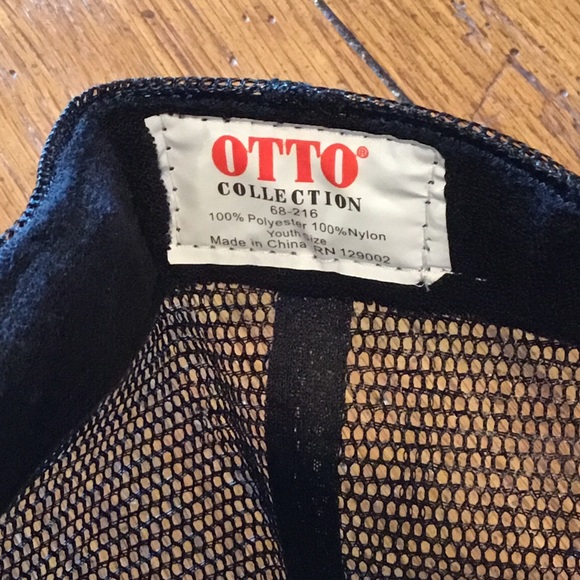 OTTO®
COLLECTION
68-216
100% Polyester 100%Nylon
Youth Size
Made in China RN 129002